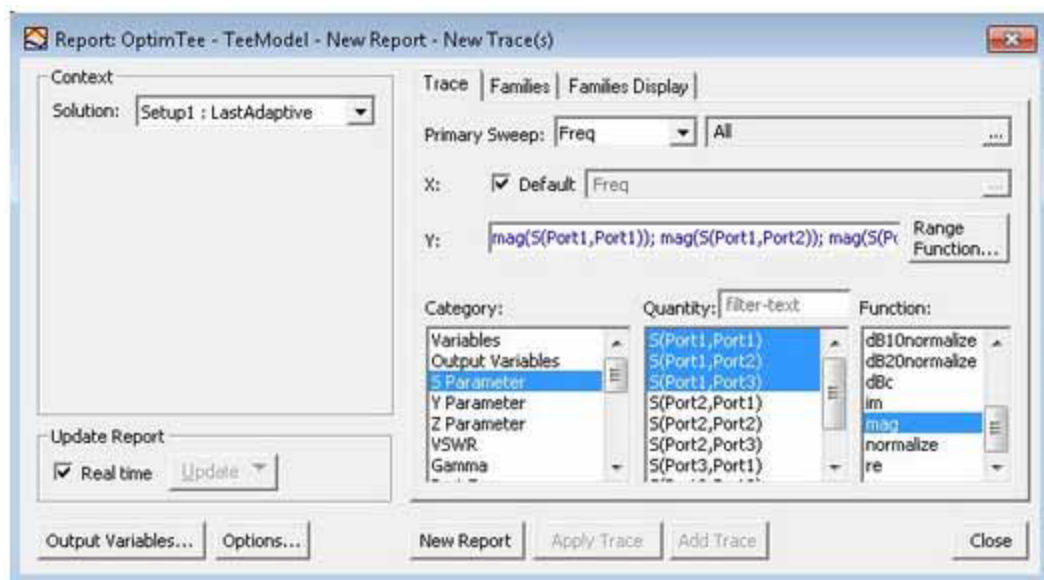 Report: OptimTee - TeeModel - New Report - New Trace(s)
Context
Solution: Setup1 : LastAdaptive
Update Report
Real time Update
Output Variables... Options...
Trace Families Families Display
Primary Sweep: Freq All ...
X: Default Freq ...
Y: mag(S(Port1,Port1)); mag(S(Port1,Port2)); mag(S(Po
Range
Function...
Category:
Variables
Output Variables
S Parameter
Y Parameter
Z Parameter
VSWR
Gamma
Quantity: filter-text
S(Port1,Port1)
S(Port1,Port2)
S(Port1,Port3)
S(Port2,Port1)
S(Port2,Port2)
S(Port2,Port3)
S(Port3,Port1)
Function:
dB10normalize
dB20normalize
dBc
im
mag
normalize
re
New Report Apply Trace Add Trace Close